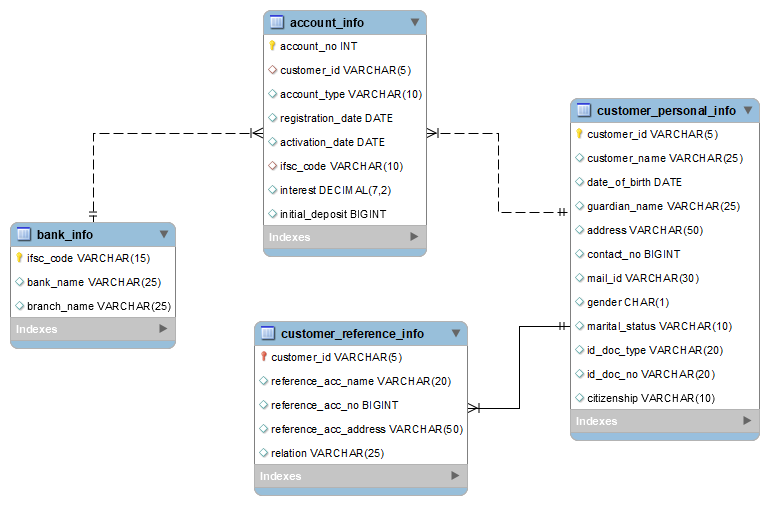 account_info
account_no INT
customer_id VARCHAR(5)
account_type VARCHAR(10)
registration_date DATE
activation_date DATE
ifsc_code VARCHAR(10)
interest DECIMAL(7,2)
initial_deposit BIGINT
Indexes
customer_personal_info
customer_id VARCHAR(5)
customer_name VARCHAR(25)
date_of_birth DATE
guardian_name VARCHAR(25)
address VARCHAR(50)
contact_no BIGINT
mail_id VARCHAR(30)
gender CHAR(1)
marital_status VARCHAR(10)
id_doc_type VARCHAR(20)
id_doc_no VARCHAR(20)
citizenship VARCHAR(10)
Indexes
bank_info
ifsc_code VARCHAR(15)
bank_name VARCHAR(25)
branch_name VARCHAR(25)
Indexes
customer_reference_info
customer_id VARCHAR(5)
reference_acc_name VARCHAR(20)
reference_acc_no BIGINT
reference_acc_address VARCHAR(50)
relation VARCHAR(25)
Indexes